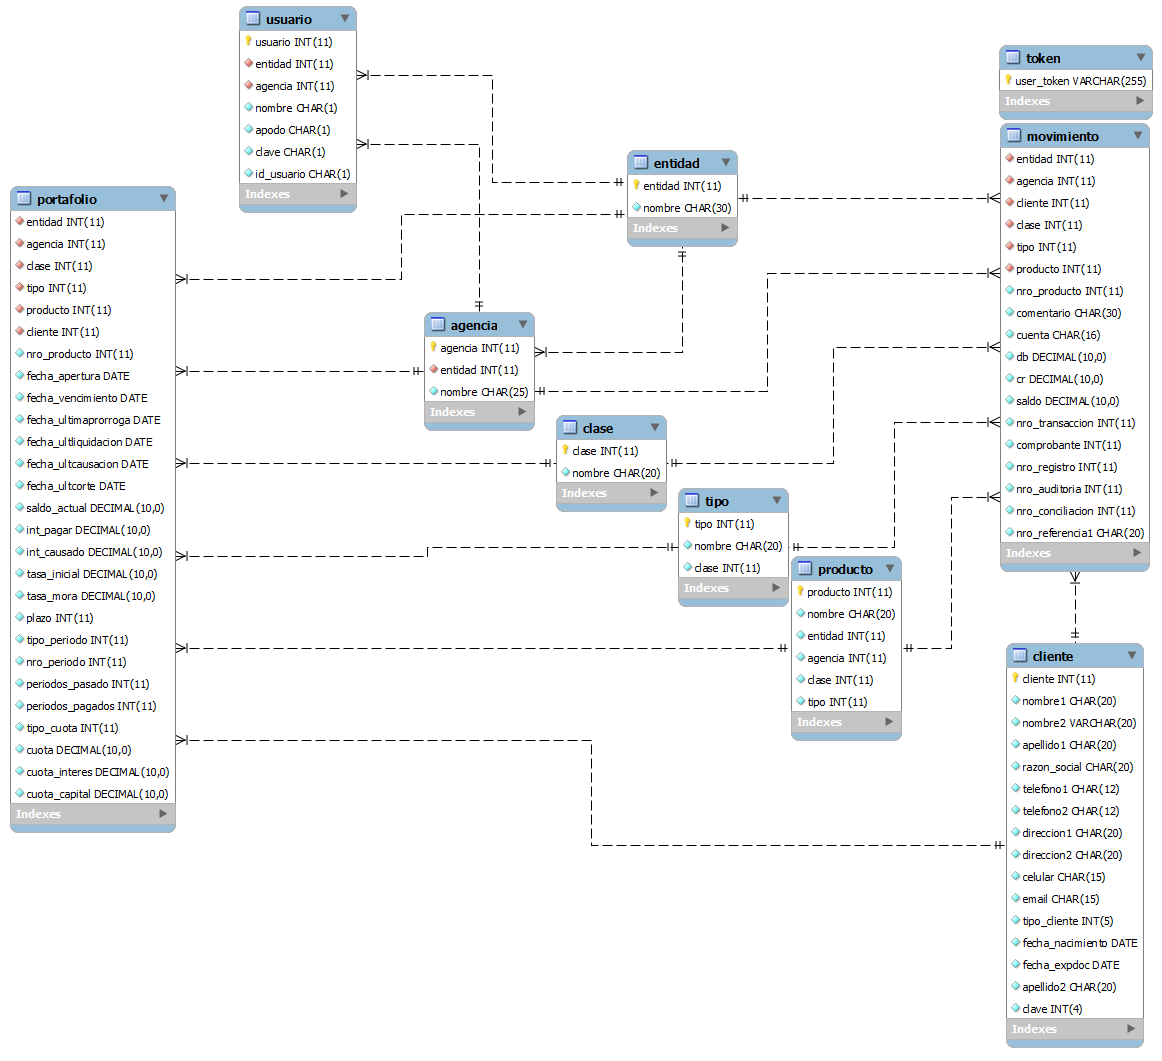 usuario
usuario INT(11)
entidad INT(11)
agencia INT(11)
nombre CHAR(1)
apodo CHAR(1)
clave CHAR(1)
id_usuario CHAR(1)
Indexes
token
user_token VARCHAR(255)
Indexes
movimiento
entidad INT(11)
agencia INT(11)
cliente INT(11)
clase INT(11)
tipo INT(11)
producto INT(11)
nro_producto INT(11)
comentario CHAR(30)
cuenta CHAR(16)
db DECIMAL(10,0)
cr DECIMAL(10,0)
saldo DECIMAL(10,0)
nro_transaccion INT(11)
comprobante INT(11)
nro_registro INT(11)
nro_auditoria INT(11)
nro_conciliacion INT(11)
nro_referencia1 CHAR(20)
Indexes
entidad
entidad INT(11)
nombre CHAR(30)
Indexes
portafolio
entidad INT(11)
agencia INT(11)
clase INT(11)
tipo INT(11)
producto INT(11)
cliente INT(11)
nro_producto INT(11)
fecha_apertura DATE
fecha_vencimiento DATE
fecha_ultimaprorroga DATE
fecha_ultliquidacion DATE
fecha_ultcausacion DATE
fecha_ultcorte DATE
saldo_actual DECIMAL(10,0)
int_pagar DECIMAL(10,0)
int_causado DECIMAL(10,0)
tasa_inicial DECIMAL(10,0)
tasa_mora DECIMAL(10,0)
plazo INT(11)
tipo_periodo INT(11)
nro_periodo INT(11)
periodos_pasado INT(11)
periodos_pagados INT(11)
tipo_cuota INT(11)
cuota DECIMAL(10,0)
cuota_interes DECIMAL(10,0)
cuota_capital DECIMAL(10,0)
Indexes
agencia
agencia INT(11)
entidad INT(11)
nombre CHAR(25)
Indexes
clase
clase INT(11)
nombre CHAR(20)
Indexes
tipo
tipo INT(11)
nombre CHAR(20)
clase INT(11)
Indexes
producto
producto INT(11)
nombre CHAR(20)
entidad INT(11)
agencia INT(11)
clase INT(11)
tipo INT(11)
Indexes
cliente
cliente INT(11)
nombre1 CHAR(20)
nombre2 VARCHAR(20)
apellido1 CHAR(20)
razon_social CHAR(20)
telefono1 CHAR(12)
telefono2 CHAR(12)
direccion1 CHAR(20)
direccion2 CHAR(20)
celular CHAR(15)
email CHAR(15)
tipo_cliente INT(5)
fecha_nacimiento DATE
fecha_expdoc DATE
apellido2 CHAR(20)
clave INT(4)
Indexes